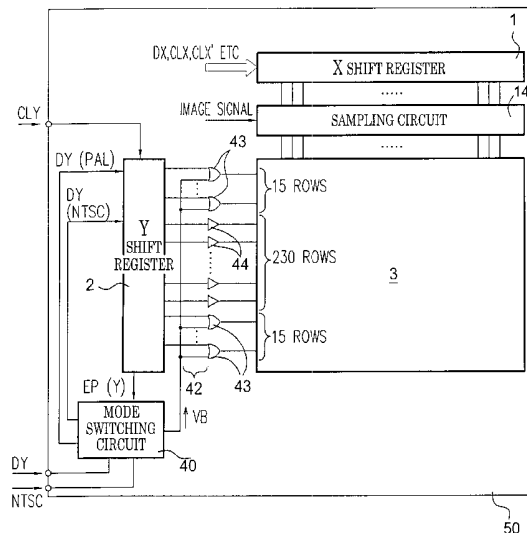 1
DX,CLX,CLX' ETC
X SHIFT REGISTER
.....
14
IMAGE SIGNAL
SAMPLING CIRCUIT
CLY
.....
43
DY (PAL)
15 ROWS
DY
(NTSC)
Y
SHIFT
REGISTER
44
230 ROWS
3
2
15 ROWS
EP (Y)
42
43
MODE
SWITCHING
CIRCUIT
VB
40
DY
NTSC
50